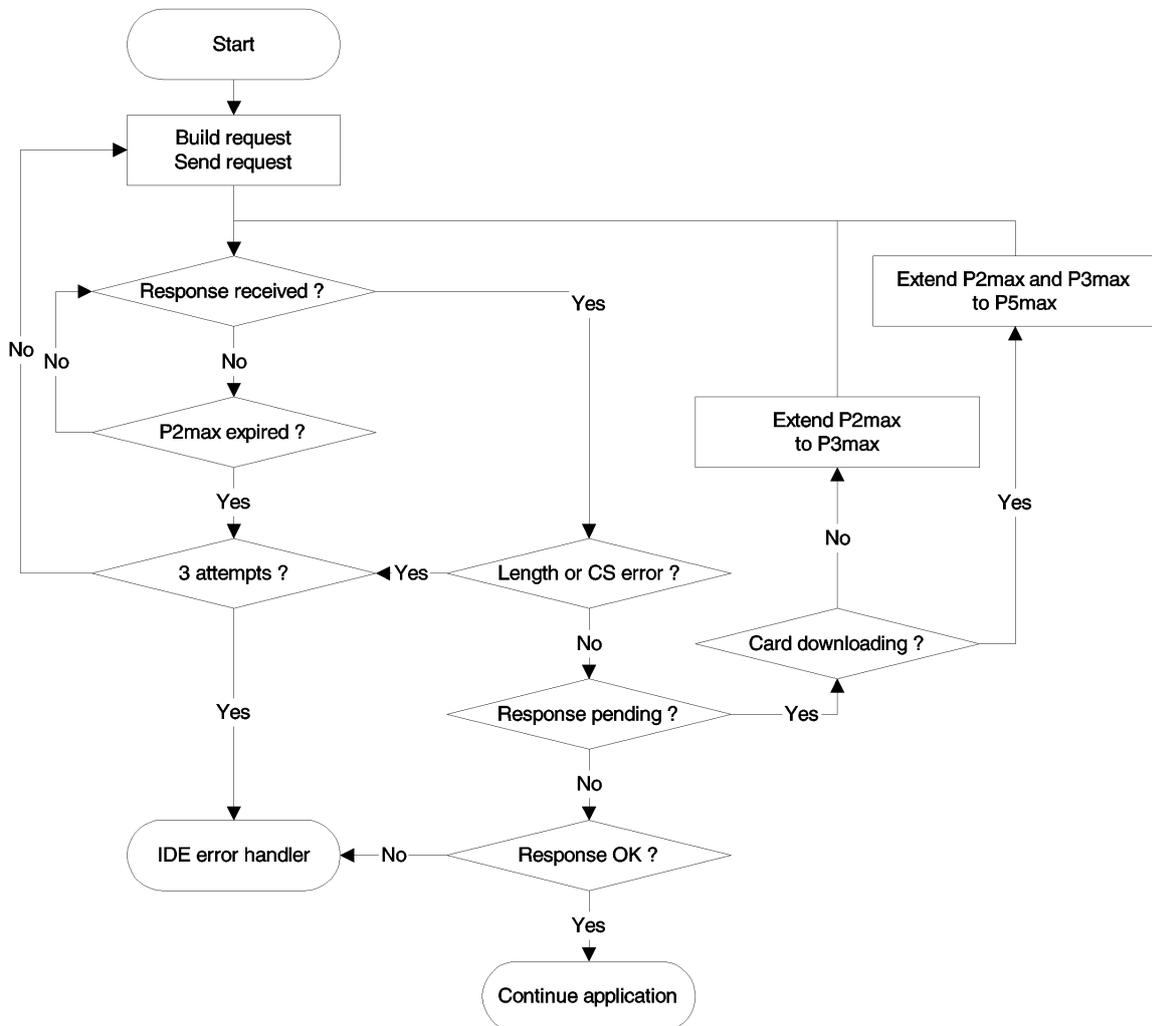 Start
Build request
Send request
Response received ?
Extend P2max and P3max
to P5max
Yes
No
No
No
P2max expired ?
Extend P2max
to P3max
Yes
Yes
No
3 attempts ?
Yes
Length or CS error ?
No
Card downloading ?
Yes
Response pending ?
Yes
No
IDE error handler
No
Response OK ?
Yes
Continue application